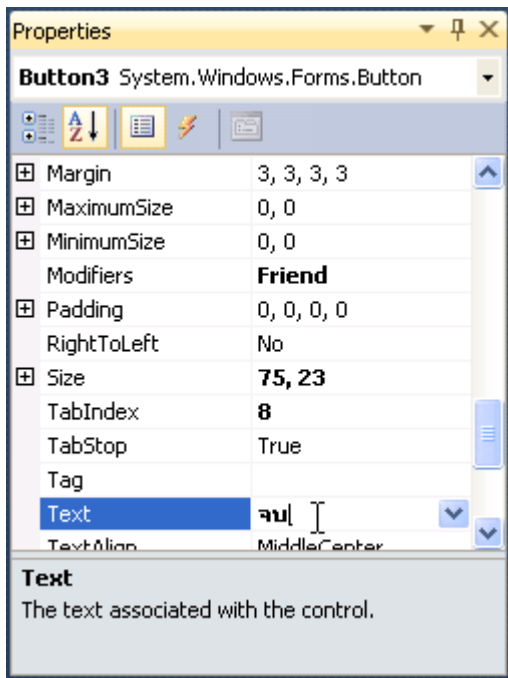 Properties
Button3 System.Windows.Forms.Button
Margin 3, 3, 3, 3
MaximumSize 0, 0
MinimumSize 0, 0
Modifiers Friend
Padding 0, 0, 0, 0
RightToLeft No
Size 75, 23
TabIndex 8
TabStop True
Tag
Text จบ
TextAlign MiddleCenter
Text
The text associated with the control.